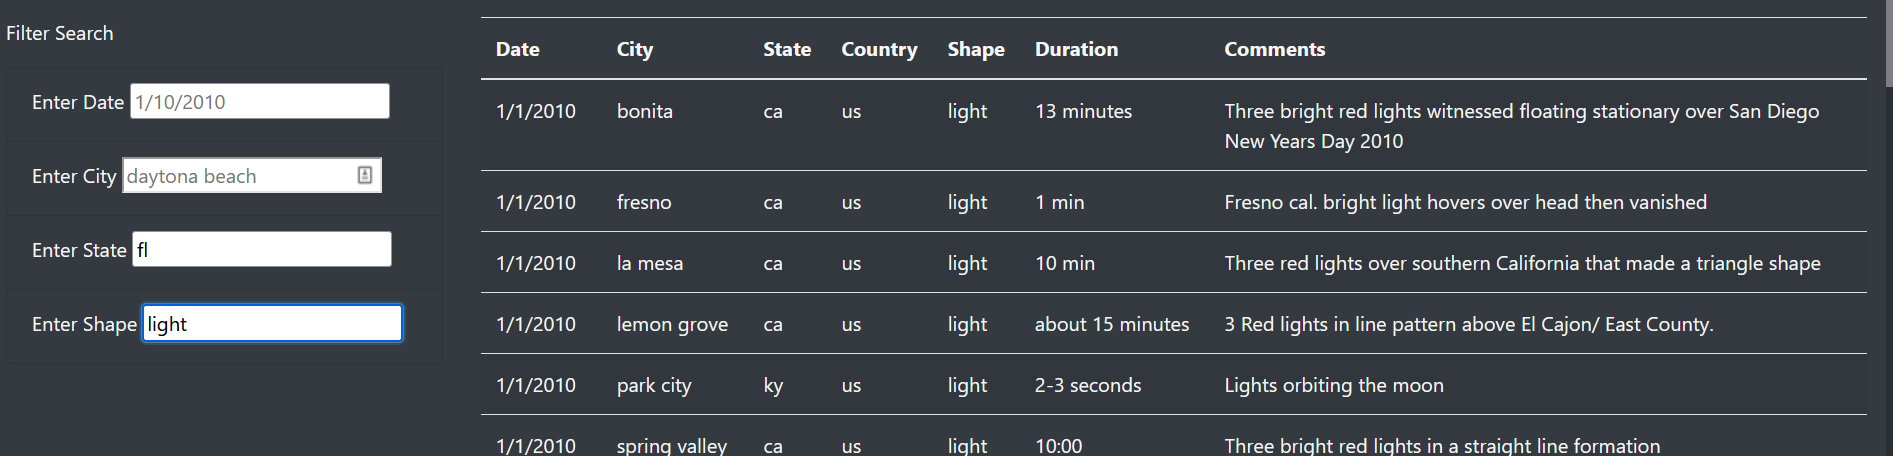 Filter Search
Enter Date 1/10/2010
Enter City daytona beach
Enter State fl
Enter Shape light
Date City State Country Shape Duration Comments
1/1/2010 bonita ca us light 13 minutes Three bright red lights witnessed floating stationary over San Diego
New Years Day 2010
1/1/2010 fresno ca us light 1 min Fresno cal. bright light hovers over head then vanished
1/1/2010 la mesa ca us light 10 min Three red lights over southern California that made a triangle shape
1/1/2010 lemon grove ca us light about 15 minutes 3 Red lights in line pattern above El Cajon/ East County.
1/1/2010 park city ky us light 2-3 seconds Lights orbiting the moon
1/1/2010 spring valley ca us light 10:00 Three bright red lights in a straight line formation